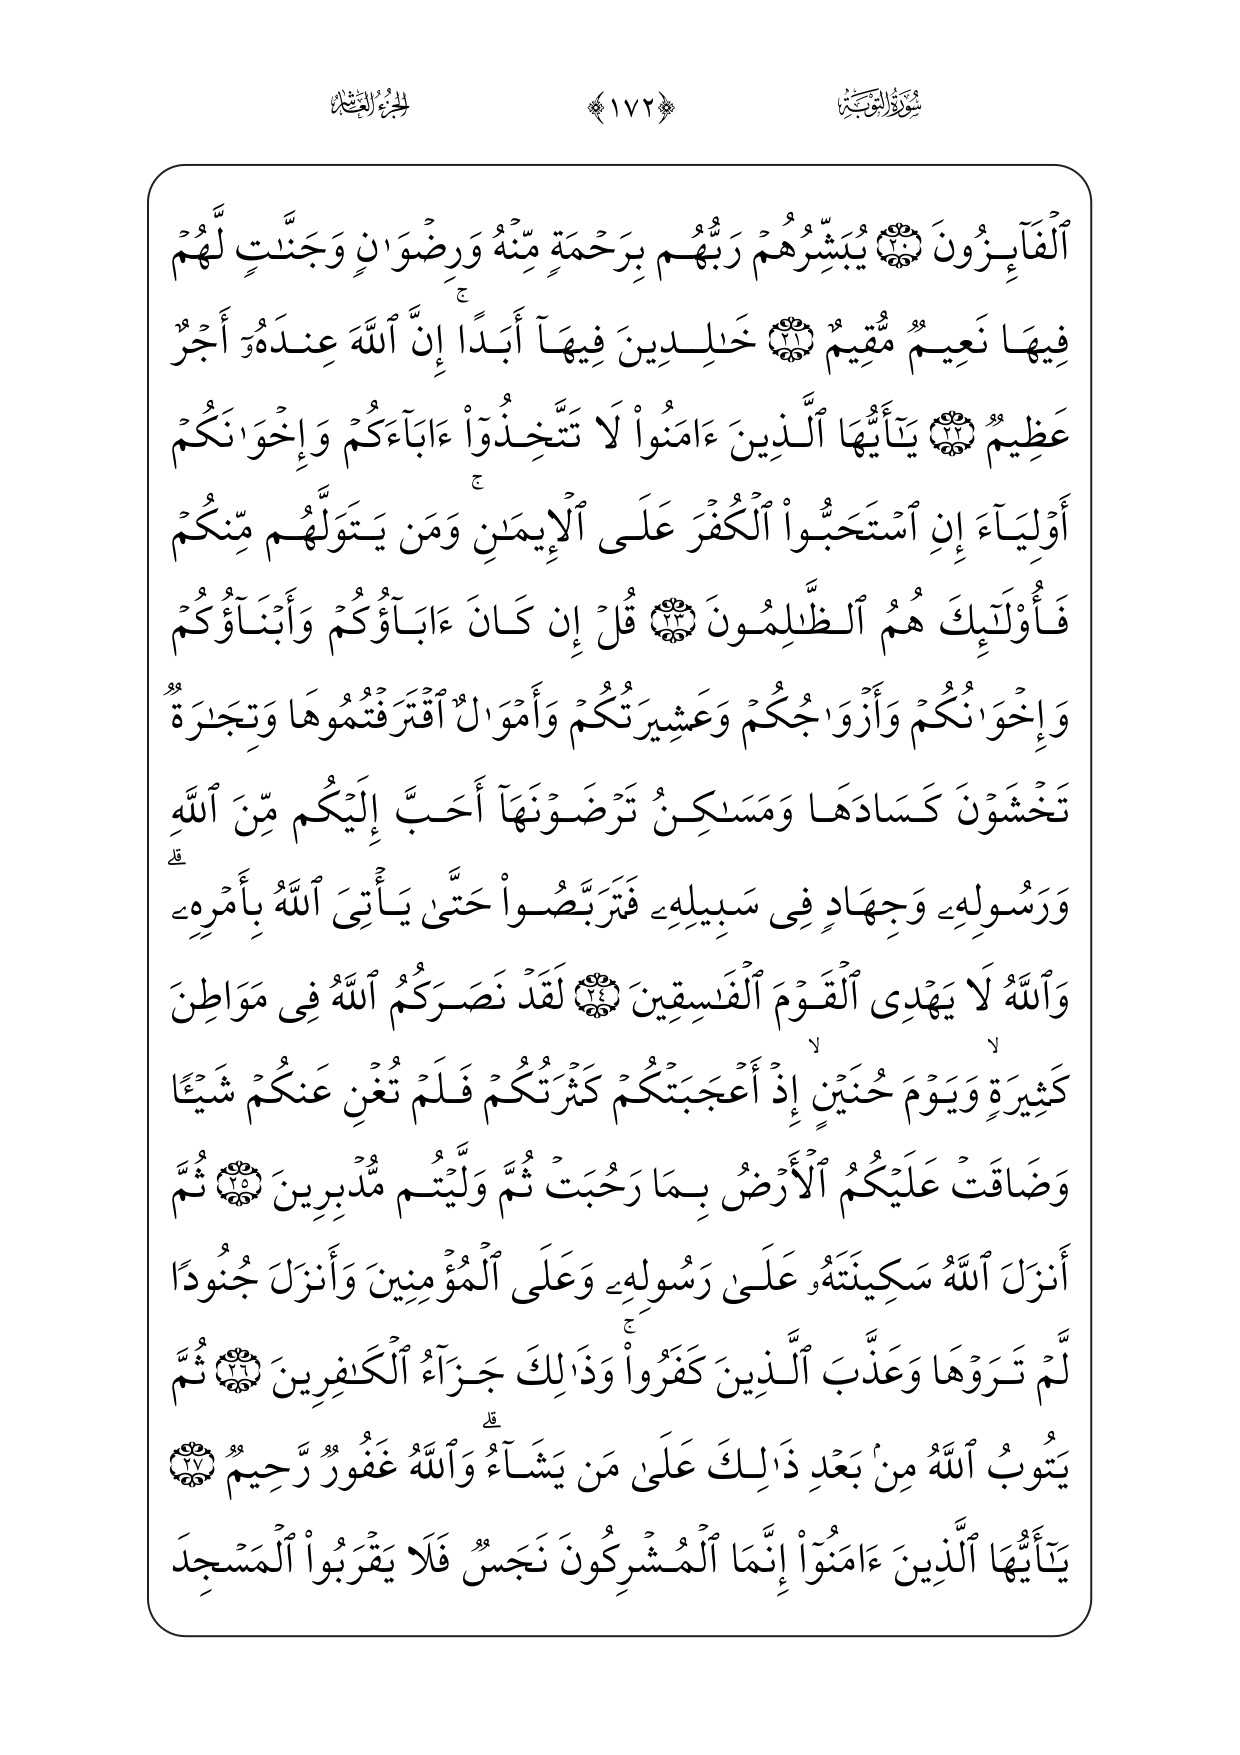 سُورَةُ التَّوۡبَةِ ﴿١٧٢﴾ الجُزْءُ العَاشِرُ
ٱلۡفَآئِزُونَ ٢٠ يُبَشِّرُهُمۡ رَبُّهُم بِرَحۡمَةٖ مِّنۡهُ وَرِضۡوَٰنٖ وَجَنَّٰتٖ لَّهُمۡ
فِيهَا نَعِيمٞ مُّقِيمٌ ٢١ خَٰلِدِينَ فِيهَآ أَبَدًاۚ إِنَّ ٱللَّهَ عِندَهُۥٓ أَجۡرٌ
عَظِيمٞ ٢٢ يَٰٓأَيُّهَا ٱلَّذِينَ ءَامَنُواْ لَا تَتَّخِذُوٓاْ ءَابَآءَكُمۡ وَإِخۡوَٰنَكُمۡ
أَوۡلِيَآءَ إِنِ ٱسۡتَحَبُّواْ ٱلۡكُفۡرَ عَلَى ٱلۡإِيمَٰنِۚ وَمَن يَتَوَلَّهُم مِّنكُمۡ
فَأُوْلَٰٓئِكَ هُمُ ٱلظَّٰلِمُونَ ٢٣ قُلۡ إِن كَانَ ءَابَآؤُكُمۡ وَأَبۡنَآؤُكُمۡ
وَإِخۡوَٰنُكُمۡ وَأَزۡوَٰجُكُمۡ وَعَشِيرَتُكُمۡ وَأَمۡوَٰلٌ ٱقۡتَرَفۡتُمُوهَا وَتِجَٰرَةٞ
تَخۡشَوۡنَ كَسَادَهَا وَمَسَٰكِنُ تَرۡضَوۡنَهَآ أَحَبَّ إِلَيۡكُم مِّنَ ٱللَّهِ
وَرَسُولِهِۦ وَجِهَادٖ فِي سَبِيلِهِۦ فَتَرَبَّصُواْ حَتَّىٰ يَأۡتِيَ ٱللَّهُ بِأَمۡرِهِۦۗ
وَٱللَّهُ لَا يَهۡدِي ٱلۡقَوۡمَ ٱلۡفَٰسِقِينَ ٢٤ لَقَدۡ نَصَرَكُمُ ٱللَّهُ فِي مَوَاطِنَ
كَثِيرَةٖۙ وَيَوۡمَ حُنَيۡنٍۙ إِذۡ أَعۡجَبَتۡكُمۡ كَثۡرَتُكُمۡ فَلَمۡ تُغۡنِ عَنكُمۡ شَيۡـٔٗا
وَضَاقَتۡ عَلَيۡكُمُ ٱلۡأَرۡضُ بِمَا رَحُبَتۡ ثُمَّ وَلَّيۡتُم مُّدۡبِرِينَ ٢٥ ثُمَّ
أَنزَلَ ٱللَّهُ سَكِينَتَهُۥ عَلَىٰ رَسُولِهِۦ وَعَلَى ٱلۡمُؤۡمِنِينَ وَأَنزَلَ جُنُودٗا
لَّمۡ تَرَوۡهَا وَعَذَّبَ ٱلَّذِينَ كَفَرُواْۚ وَذَٰلِكَ جَزَآءُ ٱلۡكَٰفِرِينَ ٢٦ ثُمَّ
يَتُوبُ ٱللَّهُ مِنۢ بَعۡدِ ذَٰلِكَ عَلَىٰ مَن يَشَآءُۗ وَٱللَّهُ غَفُورٞ رَّحِيمٞ ٢٧
يَٰٓأَيُّهَا ٱلَّذِينَ ءَامَنُوٓاْ إِنَّمَا ٱلۡمُشۡرِكُونَ نَجَسٞ فَلَا يَقۡرَبُواْ ٱلۡمَسۡجِدَ